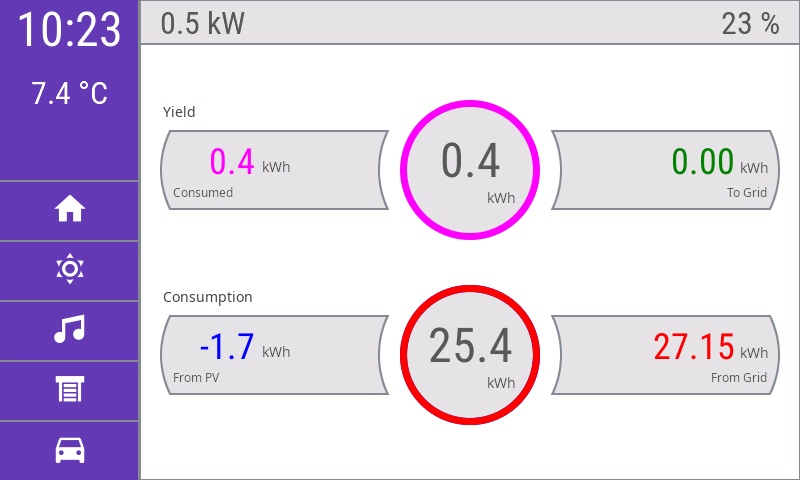 10:23
7.4 °C
0.5 kW
23 %
Yield
0.4 kWh
Consumed
0.4
kWh
0.00 kWh
To Grid
Consumption
-1.7 kWh
From PV
25.4
kWh
27.15 kWh
From Grid